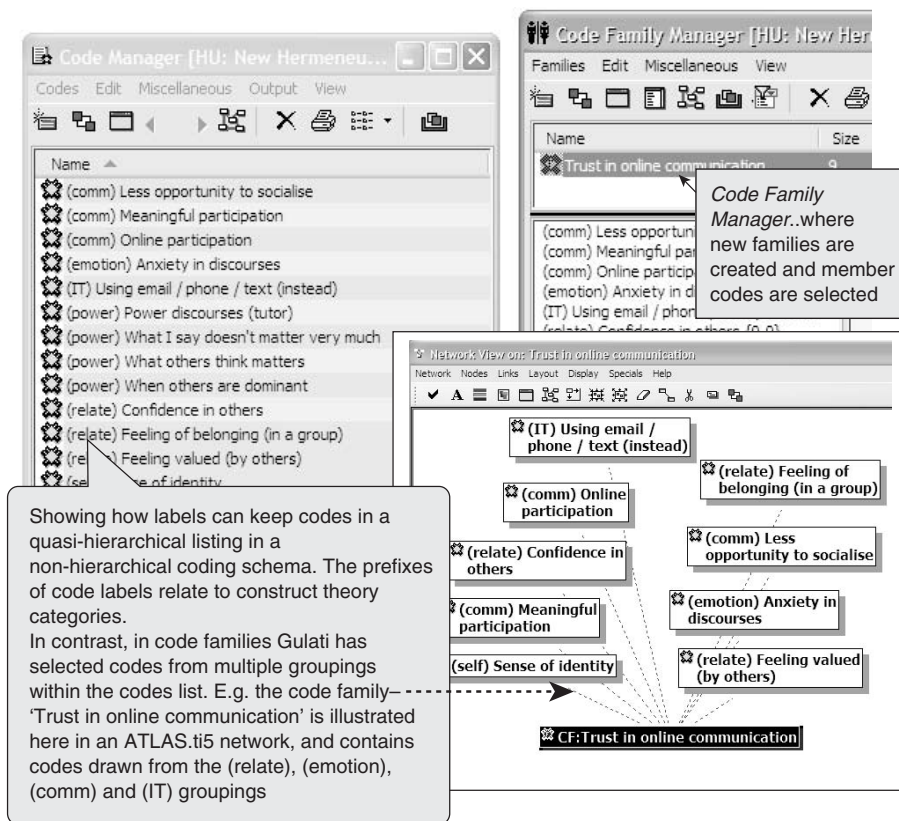 Code Manager [HU: New Hermeneu...
Codes Edit Miscellaneous Output View
Name
(comm) Less opportunity to socialise
(comm) Meaningful participation
(comm) Online participation
(emotion) Anxiety in discourses
(IT) Using email / phone / text (instead)
(power) Power discourses (tutor)
(power) What I say doesn't matter very much
(power) What others think matters
(power) When others are dominant
(relate) Confidence in others
(relate) Feeling of belonging (in a group)
Feeling valued (by others)
of identity
Code Family Manager [HU: New Her
Families Edit Miscellaneous View
Name Size
Trust in online communication 9
(comm) Less opportuni
(comm) Meaningful par
(comm) Online particip
(emotion) Anxiety in d
(IT) Using email / phon
(relate) Confidence in others {0-0}
Code Family
Manager..where
new families are
created and member
codes are selected
Network View on: Trust in online communication
Network Nodes Links Layout Display Specials Help
(IT) Using email /
phone / text (instead)
(relate) Feeling of
belonging (in a group)
(comm) Online
participation
(comm) Less
opportunity to socialise
(relate) Confidence in
others
(emotion) Anxiety in
discourses
(comm) Meaningful
participation
(relate) Feeling valued
(by others)
(self) Sense of identity
CF:Trust in online communication
Showing how labels can keep codes in a
quasi-hierarchical listing in a
non-hierarchical coding schema. The prefixes
of code labels relate to construct theory
categories.
In contrast, in code families Gulati has
selected codes from multiple groupings
within the codes list. E.g. the code family–
‘Trust in online communication’ is illustrated
here in an ATLAS.ti5 network, and contains
codes drawn from the (relate), (emotion),
(comm) and (IT) groupings